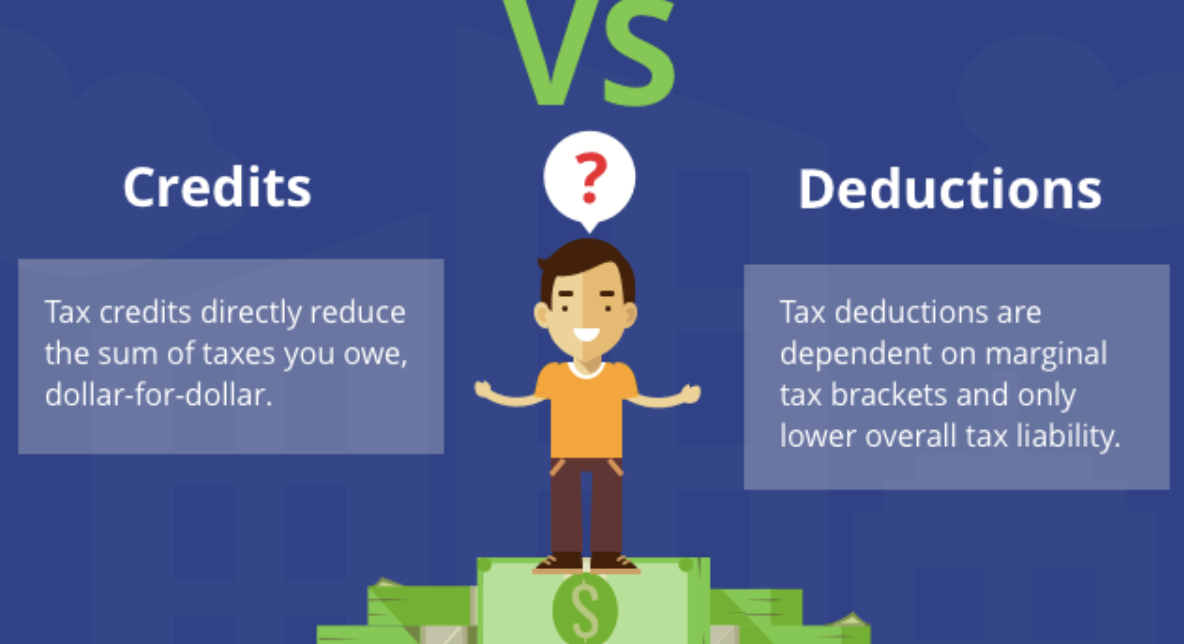 VS
?
Credits
Deductions
Tax credits directly reduce
the sum of taxes you owe,
dollar-for-dollar.
Tax deductions are
dependent on marginal
tax brackets and only
lower overall tax liability.
$